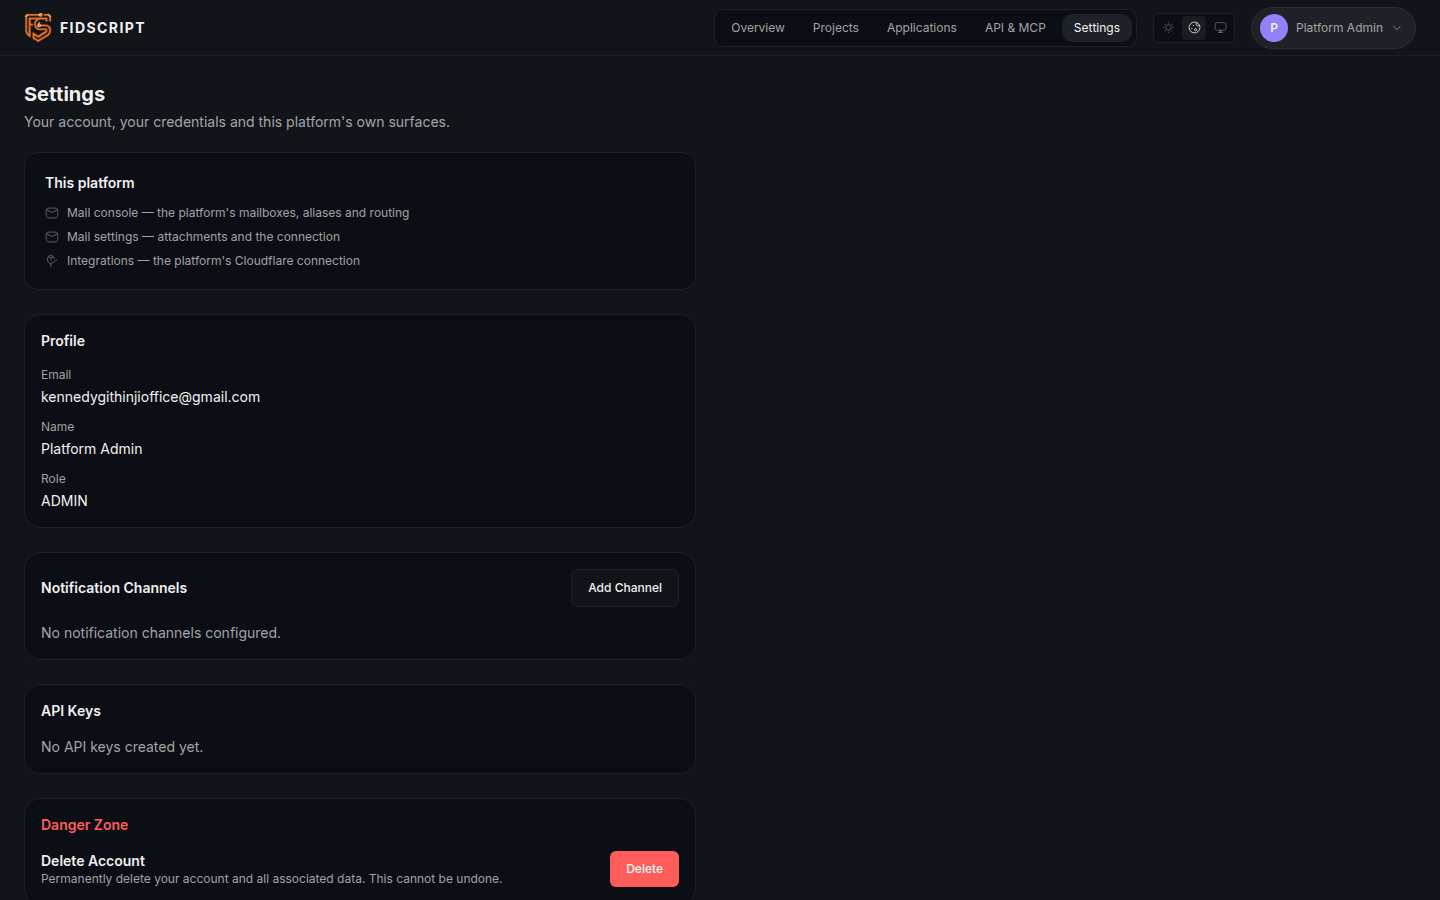 FIDSCRIPT
Overview
Projects
Applications
API & MCP
Settings
P
Platform Admin
Settings
Your account, your credentials and this platform's own surfaces.
This platform
Mail console — the platform's mailboxes, aliases and routing
Mail settings — attachments and the connection
Integrations — the platform's Cloudflare connection
Profile
Email
kennedygithinjioffice@gmail.com
Name
Platform Admin
Role
ADMIN
Notification Channels
Add Channel
No notification channels configured.
API Keys
No API keys created yet.
Danger Zone
Delete Account
Permanently delete your account and all associated data. This cannot be undone.
Delete